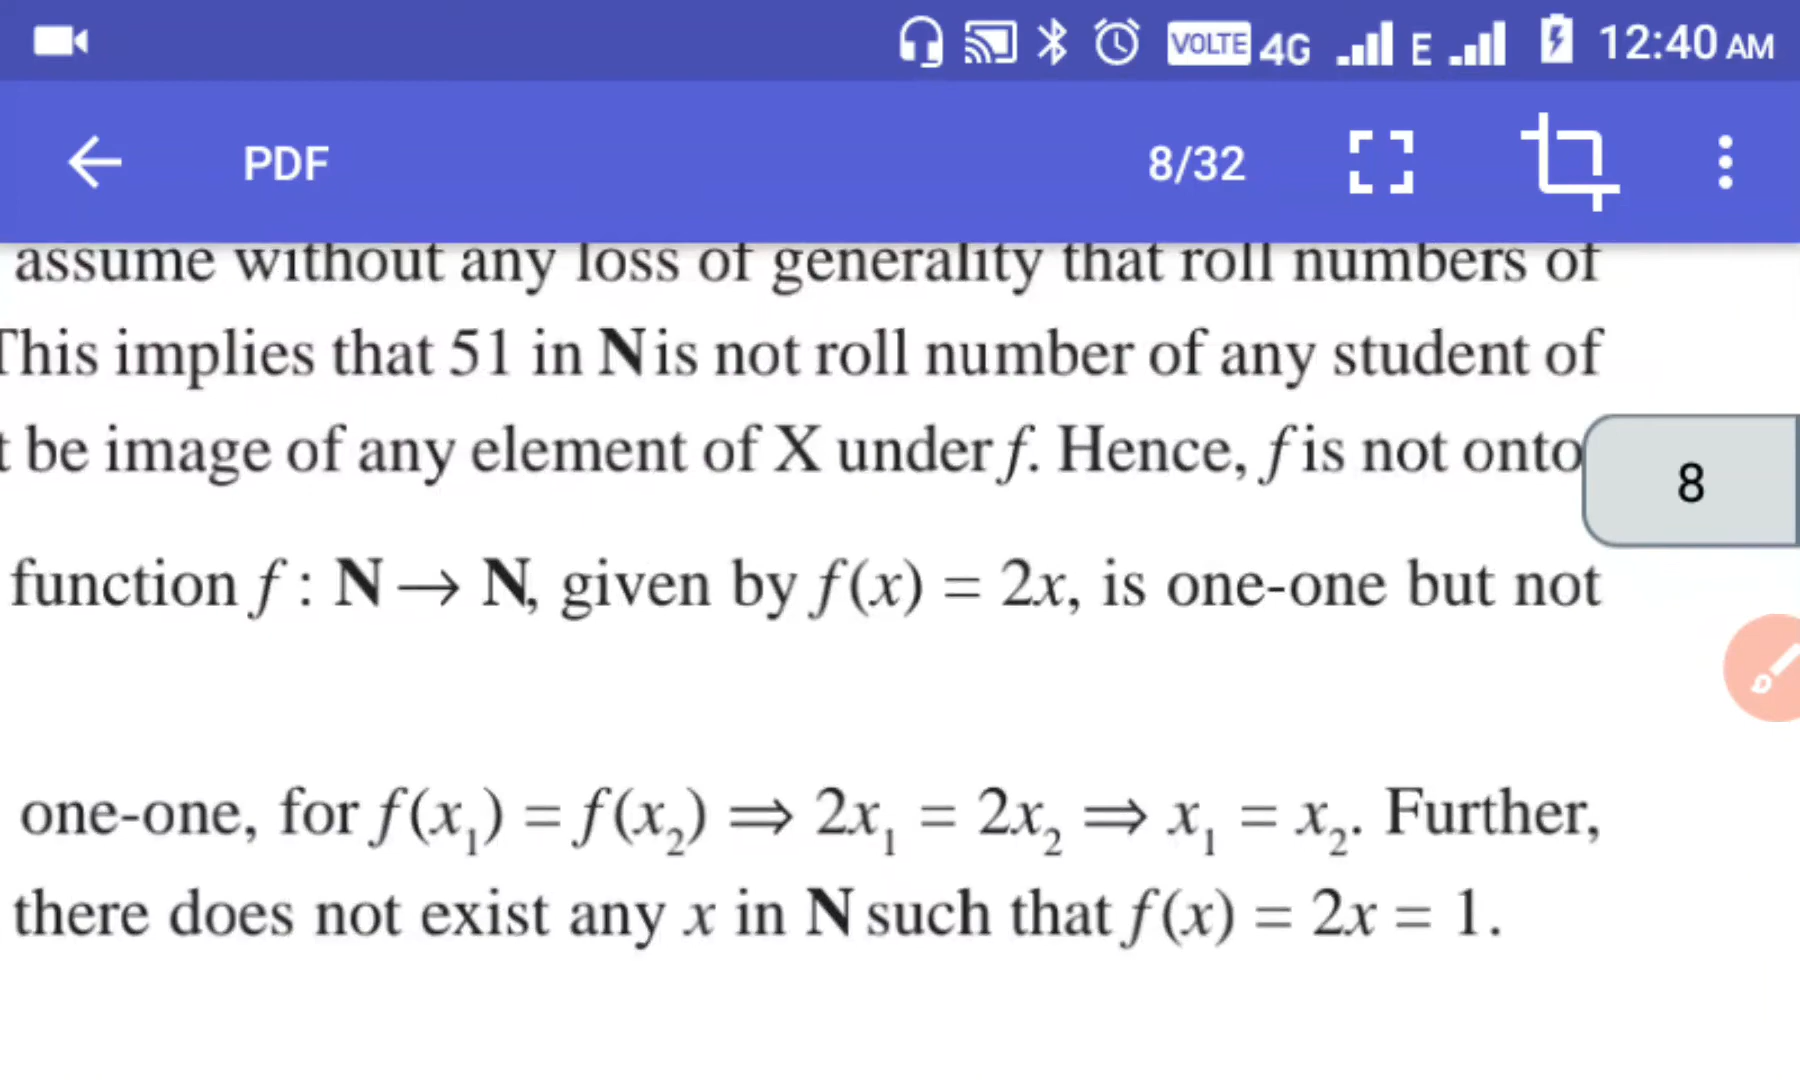 VOLTE 4G E 12:40 AM
PDF 8/32
assume without any loss of generality that roll numbers of
This implies that 51 in N is not roll number of any student of
be image of any element of X under f. Hence, f is not onto
8
function f : N → N, given by f(x) = 2x, is one-one but not
one-one, for f(x₁) = f(x₂) ⇒ 2x₁ = 2x₂ ⇒ x₁ = x₂. Further,
there does not exist any x in N such that f(x) = 2x = 1.